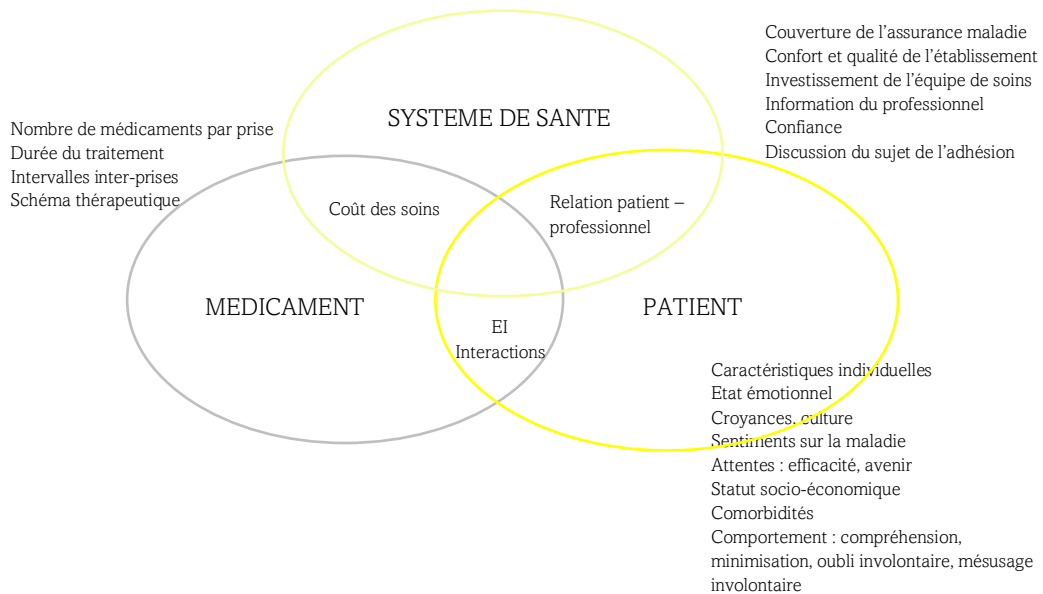 Couverture de l’assurance maladie
Confort et qualité de l’établissement
Investissement de l’équipe de soins
Information du professionnel
Confiance
Discussion du sujet de l’adhésion
SYSTEME DE SANTE
Nombre de médicaments par prise
Durée du traitement
Intervalles inter-prises
Schéma thérapeutique
Coût des soins
Relation patient –
professionnel
MEDICAMENT
PATIENT
EI
Interactions
Caractéristiques individuelles
Etat émotionnel
Croyances, culture
Sentiments sur la maladie
Attentes : efficacité, avenir
Statut socio-économique
Comorbidités
Comportement : compréhension,
minimisation, oubli involontaire, mésusage
involontaire